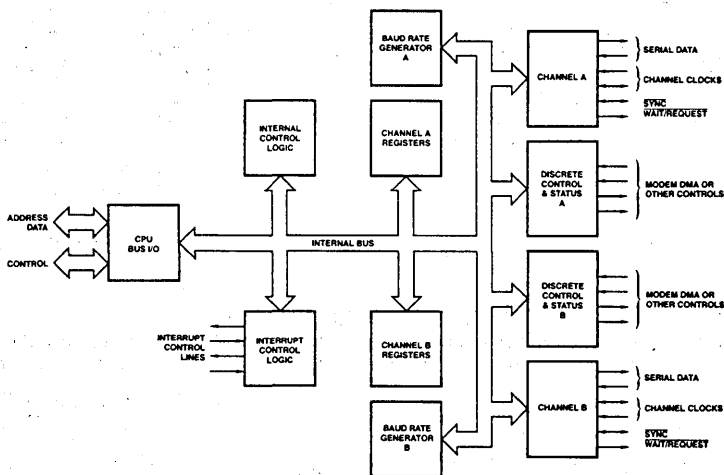 BAUD RATE
GENERATOR
A
CHANNEL A
SERIAL DATA
CHANNEL CLOCKS
SYNC
WAIT/REQUEST
INTERNAL
CONTROL
LOGIC
CHANNEL A
REGISTERS
DISCRETE
CONTROL
& STATUS
A
MODEM DMA OR
OTHER CONTROLS
ADDRESS
DATA
CONTROL
CPU
BUS I/O
INTERNAL BUS
DISCRETE
CONTROL
& STATUS
B
MODEM DMA OR
OTHER CONTROLS
INTERRUPT
CONTROL
LINES
INTERRUPT
CONTROL
LOGIC
CHANNEL B
REGISTERS
BAUD RATE
GENERATOR
B
CHANNEL B
SERIAL DATA
CHANNEL CLOCKS
SYNC
WAIT/REQUEST